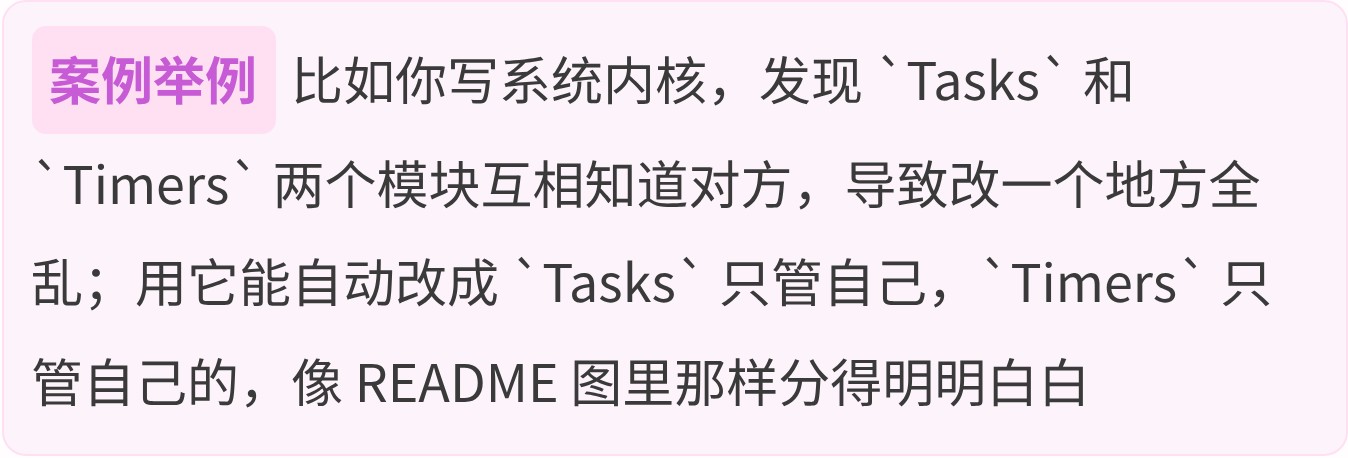 案例举例 比如你写系统内核，发现 `Tasks` 和
`Timers` 两个模块互相知道对方，导致改一个地方全
乱；用它能自动改成 `Tasks` 只管自己，`Timers` 只
管自己的，像 README 图里那样分得明明白白